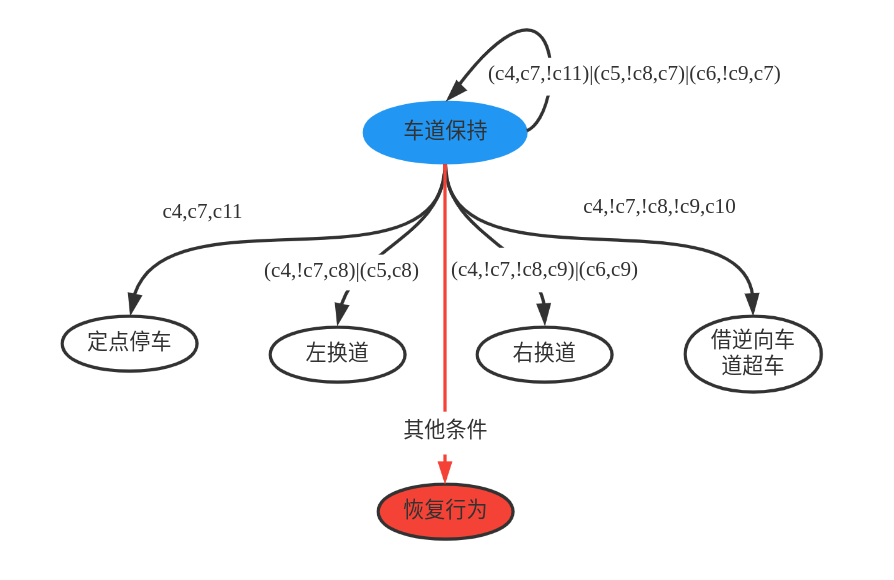 (c4,c7,!c11)|(c5,!c8,c7)|(c6,!c9,c7)
车道保持
c4,c7,c11
c4,!c7,!c8,!c9,c10
(c4,!c7,c8)|(c5,c8)
(c4,!c7,!c8,c9)|(c6,c9)
定点停车
左换道
右换道
借逆向车
道超车
其他条件
恢复行为